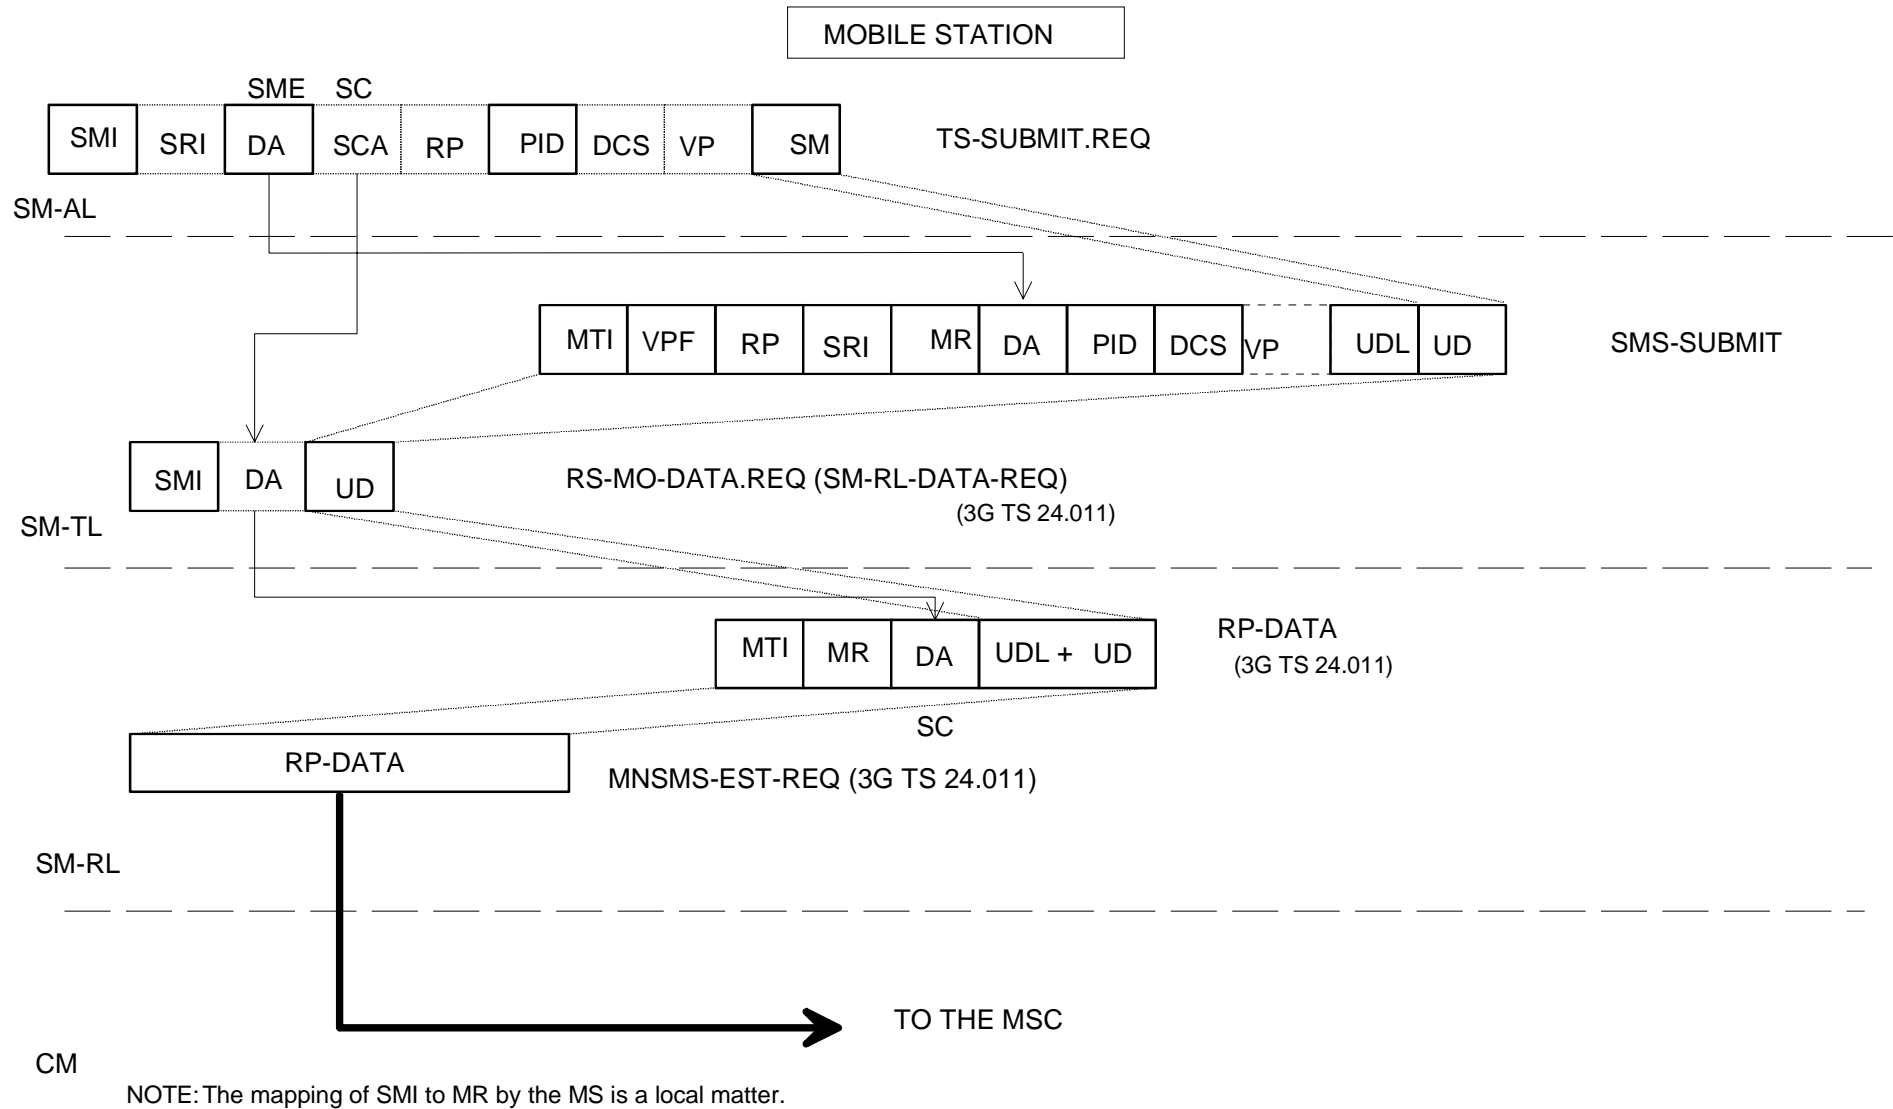 MOBILE STATION
SME SC
SMI SRI DA SCA RP PID DCS VP SM TS-SUBMIT.REQ
SM-AL
MTI VPF RP SRI MR DA PID DCS VP UDL UD SMS-SUBMIT
SMI DA UD RS-MO-DATA.REQ (SM-RL-DATA-REQ)
(3G TS 24.011)
SM-TL
MTI MR DA UDL + UD RP-DATA
(3G TS 24.011)
SC
RP-DATA MNSMS-EST-REQ (3G TS 24.011)
SM-RL
TO THE MSC
CM
NOTE: The mapping of SMI to MR by the MS is a local matter.